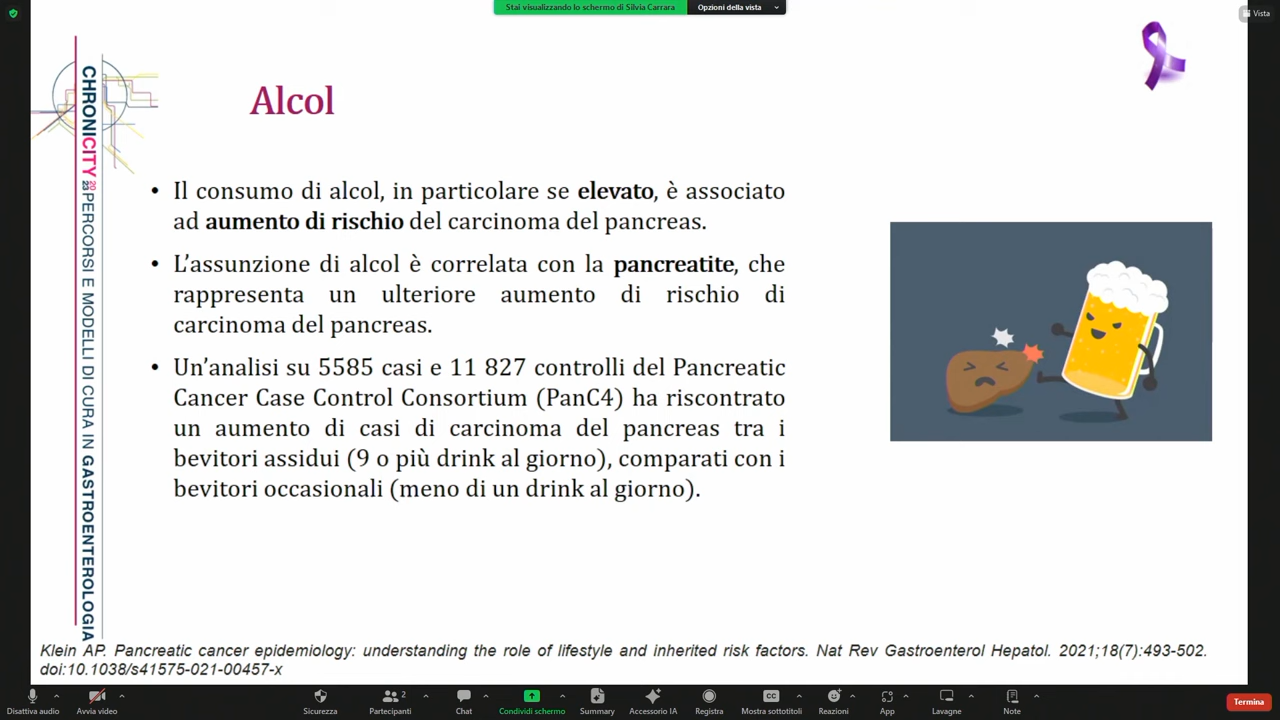 Stai visualizzando lo schermo di Silvia Carrara
Opzioni della vista
Vista
CHRONICITY
2023
PERCORSI E MODELLI DI CURA IN GASTROENTEROLOGIA
Alcol
• Il consumo di alcol, in particolare se elevato, è associato
ad aumento di rischio del carcinoma del pancreas.
• L’assunzione di alcol è correlata con la pancreatite, che
rappresenta un ulteriore aumento di rischio di
carcinoma del pancreas.
• Un’analisi su 5585 casi e 11 827 controlli del Pancreatic
Cancer Case Control Consortium (PanC4) ha riscontrato
un aumento di casi di carcinoma del pancreas tra i
bevitori assidui (9 o più drink al giorno), comparati con i
bevitori occasionali (meno di un drink al giorno).
Klein AP. Pancreatic cancer epidemiology: understanding the role of lifestyle and inherited risk factors. Nat Rev Gastroenterol Hepatol. 2021;18(7):493-502.
doi:10.1038/s41575-021-00457-x
Disattiva audio
Avvia video
Sicurezza
2
Partecipanti
Chat
Condividi schermo
Summary
Accessorio IA
Registra
CC
Mostra sottotitoli
Reazioni
App
Lavagne
Note
Termina